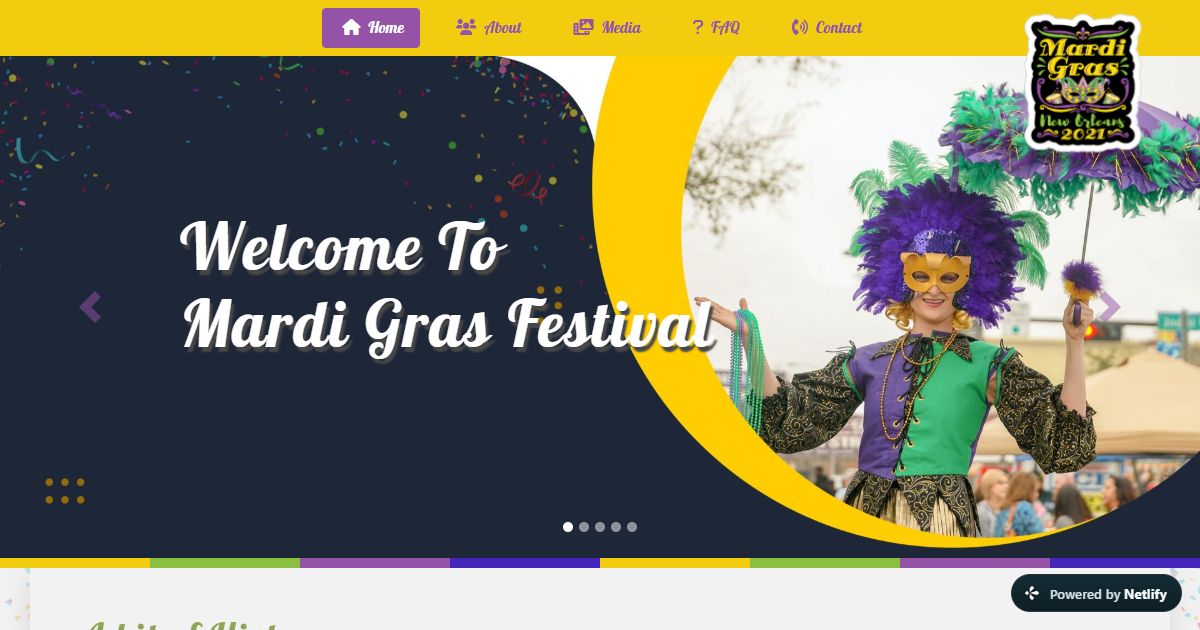 Home
About
Media
? FAQ
Contact
Mardi
Gras
New Orleans
2021
Welcome To
Mardi Gras Festival
Powered by Netlify